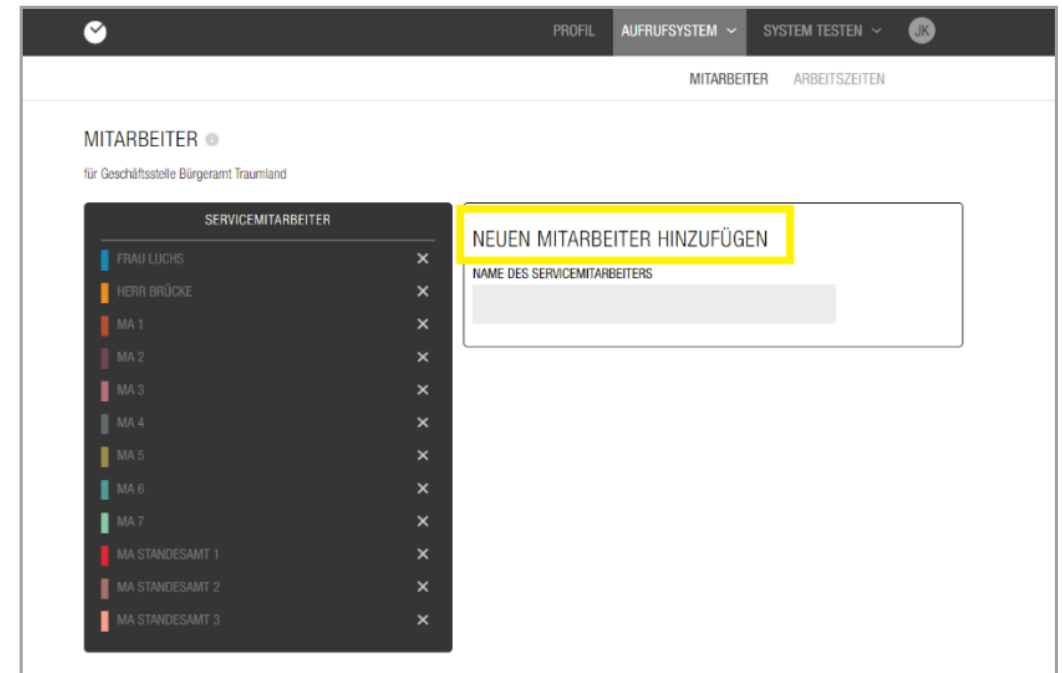 PROFIL AUFRUFSYSTEM SYSTEM TESTEN JK
MITARBEITER ARBEITSZEITEN
MITARBEITER
für Geschäftsstelle Bürgeramt Traumland
SERVICEMITARBEITER
FRAU LUCHS
HERR BRÜCKE
MA 1
MA 2
MA 3
MA 4
MA 5
MA 6
MA 7
MA STANDESAMT 1
MA STANDESAMT 2
MA STANDESAMT 3
NEUEN MITARBEITER HINZUFÜGEN
NAME DES SERVICEMITARBEITERS